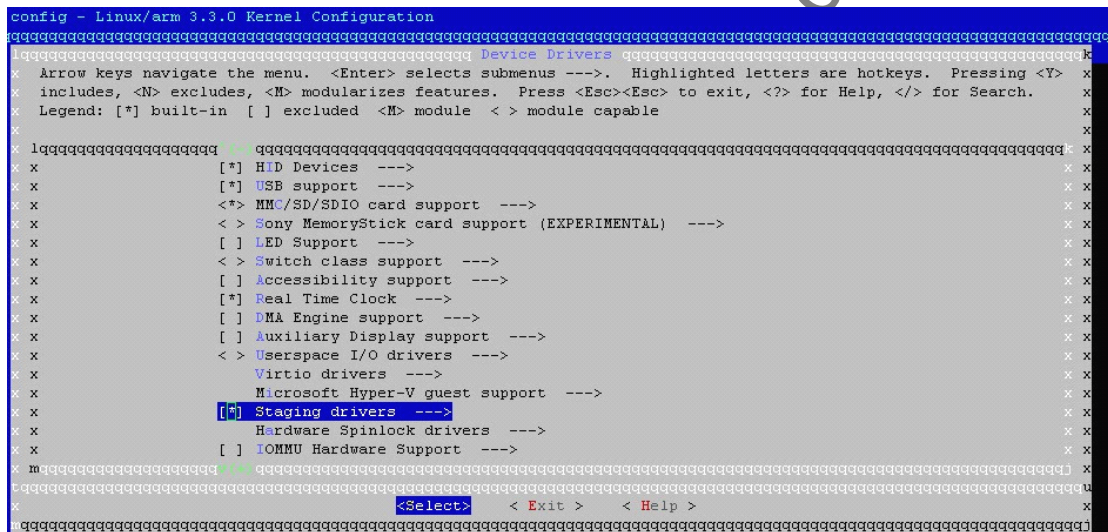 config - Linux/arm 3.3.0 Kernel Configuration
Device Drivers
Arrow keys navigate the menu.  <Enter> selects submenus --->.  Highlighted letters are hotkeys.  Pressing <Y>
includes, <N> excludes, <M> modularizes features.  Press <Esc><Esc> to exit, <?> for Help, </> for Search.
Legend: [*] built-in  [ ] excluded  <M> module  < > module capable
[*] HID Devices  --->
[*] USB support  --->
<*> MMC/SD/SDIO card support  --->
< > Sony MemoryStick card support (EXPERIMENTAL)  --->
[ ] LED Support  --->
< > Switch class support  --->
[ ] Accessibility support  --->
[*] Real Time Clock  --->
[ ] DMA Engine support  --->
[ ] Auxiliary Display support  --->
< > Userspace I/O drivers  --->
Virtio drivers  --->
Microsoft Hyper-V guest support  --->
[*] Staging drivers  --->
Hardware Spinlock drivers  --->
[ ] IOMMU Hardware Support  --->
<Select>    < Exit >    < Help >